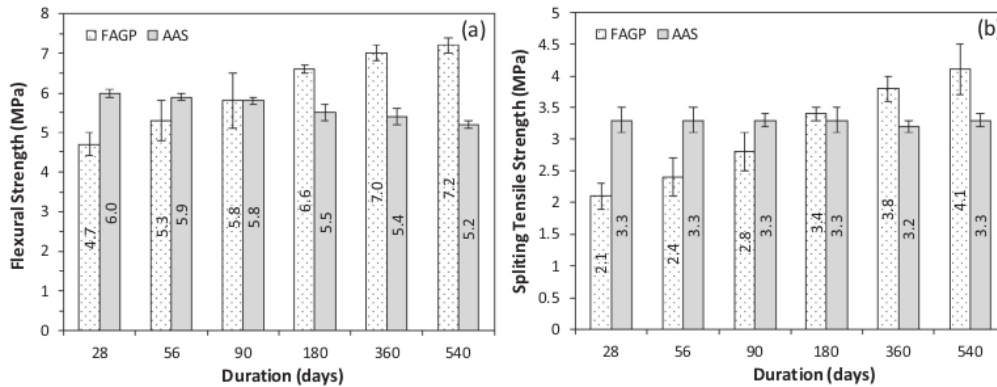 (a)
FAGP AAS
Flexural Strength (MPa)
8
7
6
5
4
3
2
1
0
4.7 6.0 5.3 5.9 5.8 5.8 6.6 5.5 7.0 5.4 7.2 5.2
28 56 90 180 360 540
Duration (days)
(b)
FAGP AAS
Spliting Tensile Strength (MPa)
5
4.5
4
3.5
3
2.5
2
1.5
1
0.5
0
2.1 3.3 2.4 3.3 2.8 3.3 3.4 3.3 3.8 3.2 4.1 3.3
28 56 90 180 360 540
Duration (days)